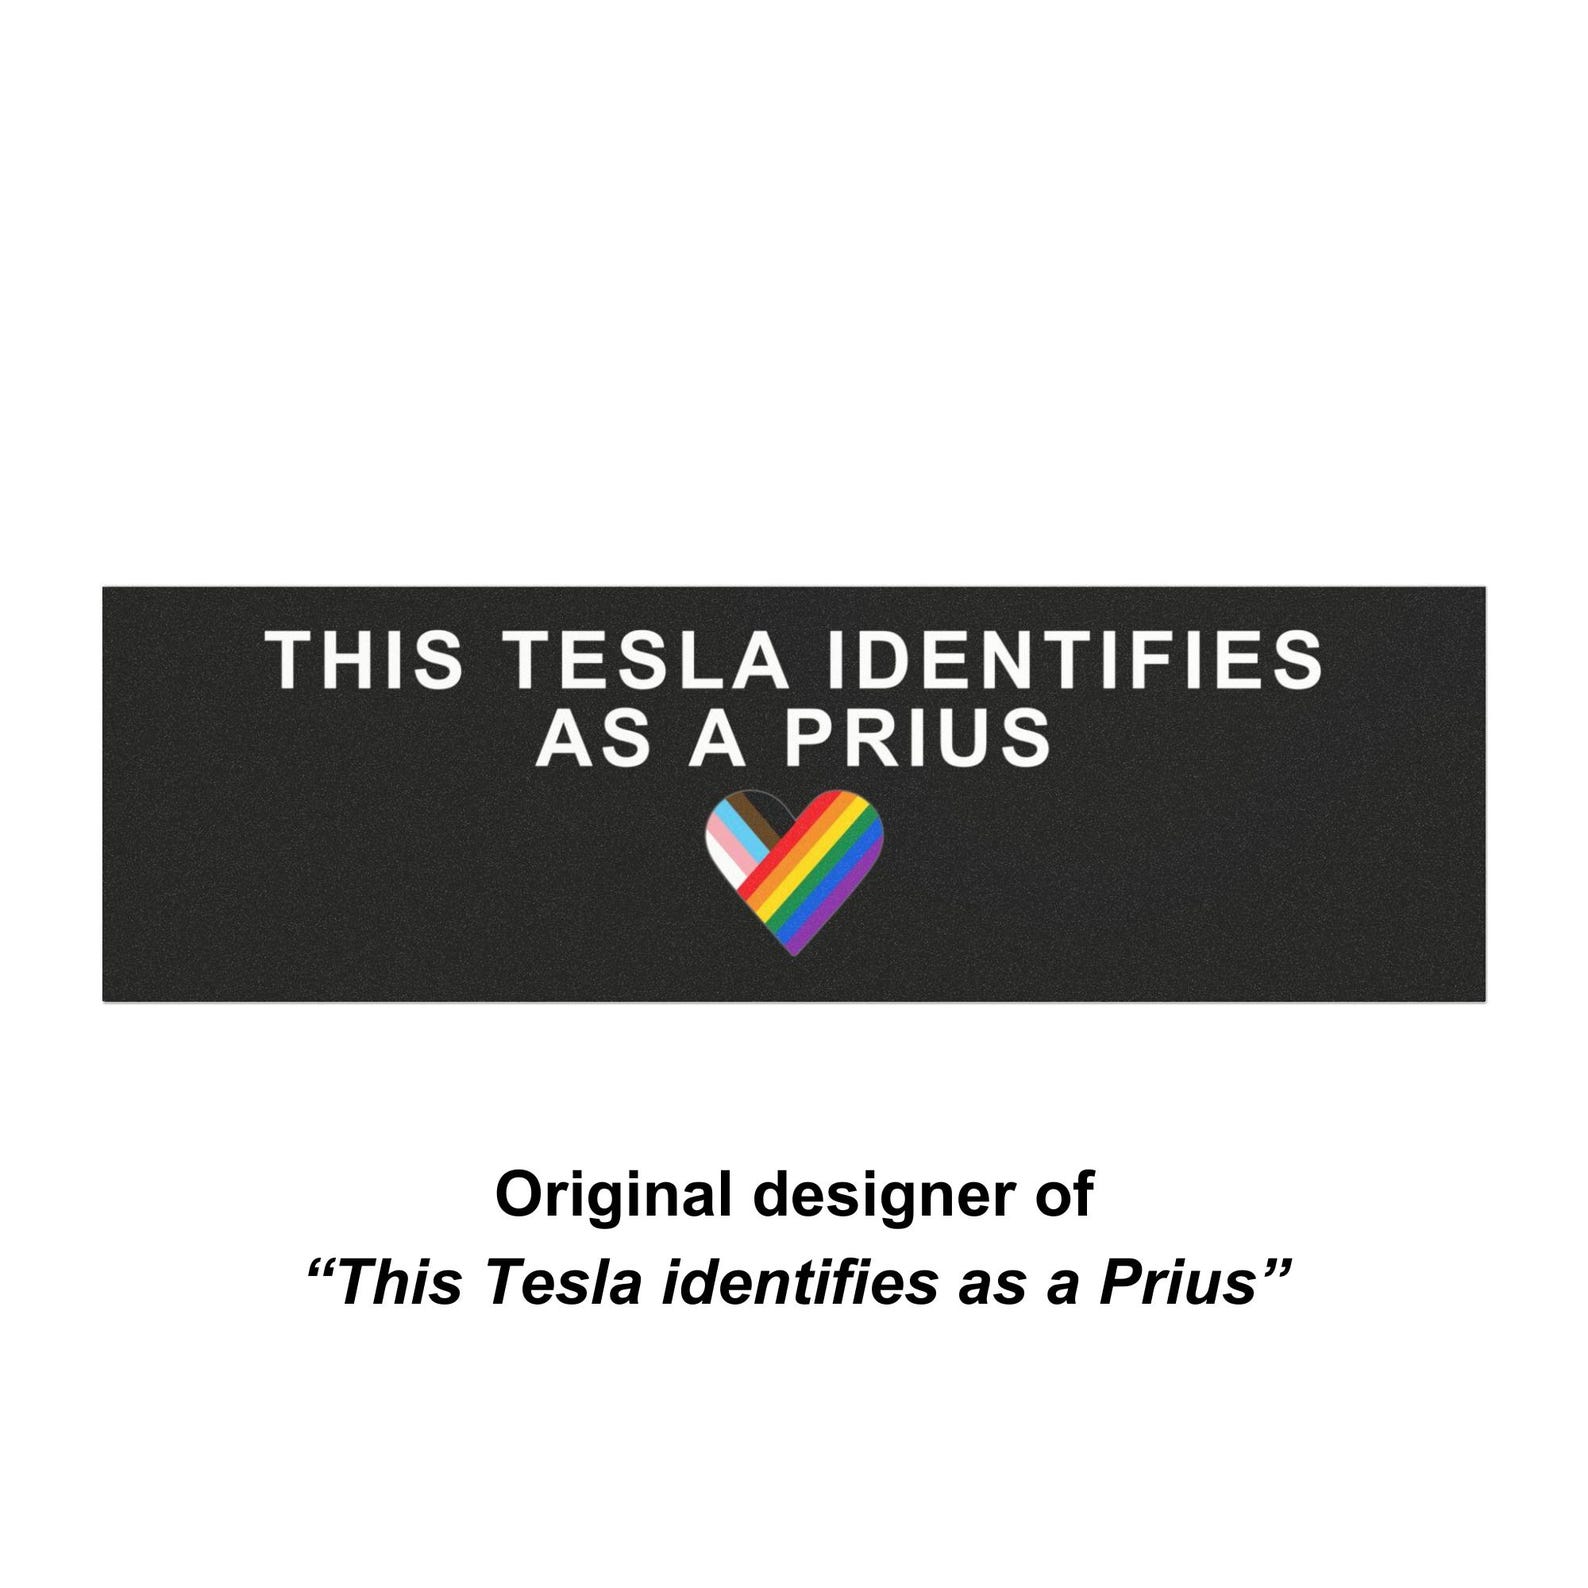 THIS TESLA IDENTIFIES
AS A PRIUS
Original designer of
“This Tesla identifies as a Prius”